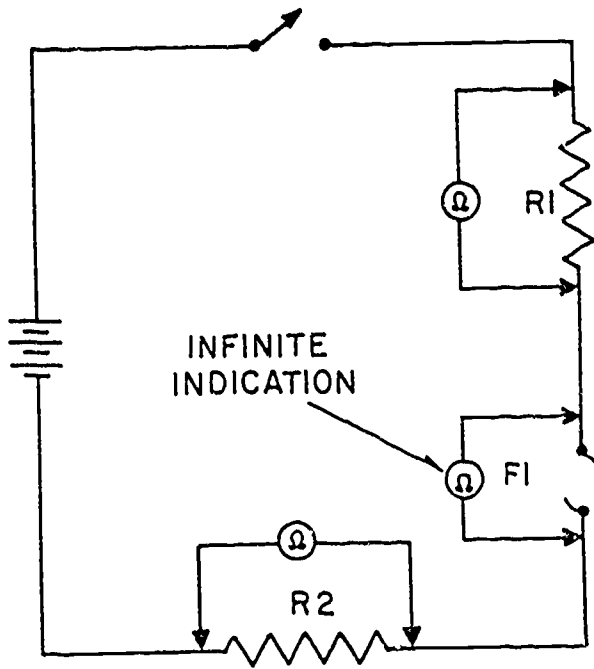 Ω
R1
INFINITE
INDICATION
Ω
F1
Ω
R2